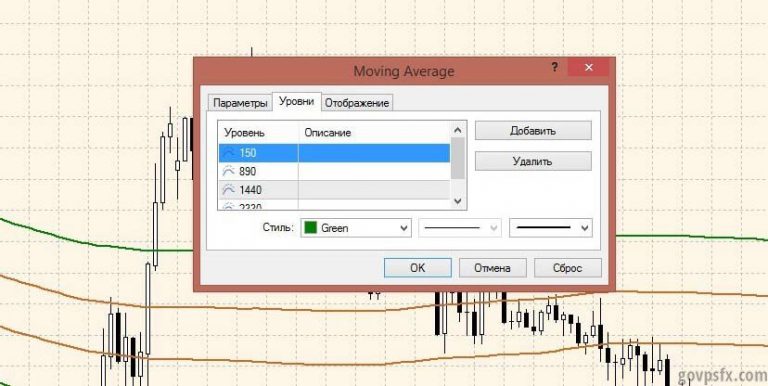 Moving Average
?
Параметры Уровни Отображение
Уровень Описание
Добавить
150
Удалить
890
1440
Стиль: Green
OK Отмена Сброс
govpsfx.com